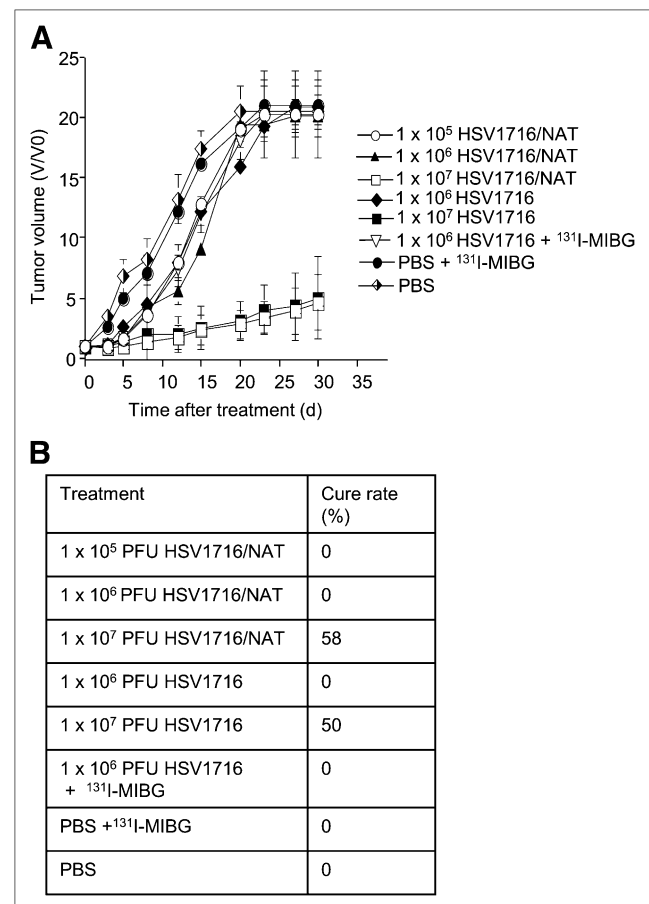 A
25
20
15
10
5
0
0 5 10 15 20 25 30 35
Tumor volume (V/V0)
Time after treatment (d)
1 x 10⁵ HSV1716/NAT
1 x 10⁶ HSV1716/NAT
1 x 10⁷ HSV1716/NAT
1 x 10⁶ HSV1716
1 x 10⁷ HSV1716
1 x 10⁶ HSV1716 + ¹³¹I-MIBG
PBS + ¹³¹I-MIBG
PBS
B
Treatment Cure rate
(%)
1 x 10⁵ PFU HSV1716/NAT 0
1 x 10⁶ PFU HSV1716/NAT 0
1 x 10⁷ PFU HSV1716/NAT 58
1 x 10⁶ PFU HSV1716 0
1 x 10⁷ PFU HSV1716 50
1 x 10⁶ PFU HSV1716 0
+ ¹³¹I-MIBG
PBS +¹³¹I-MIBG 0
PBS 0